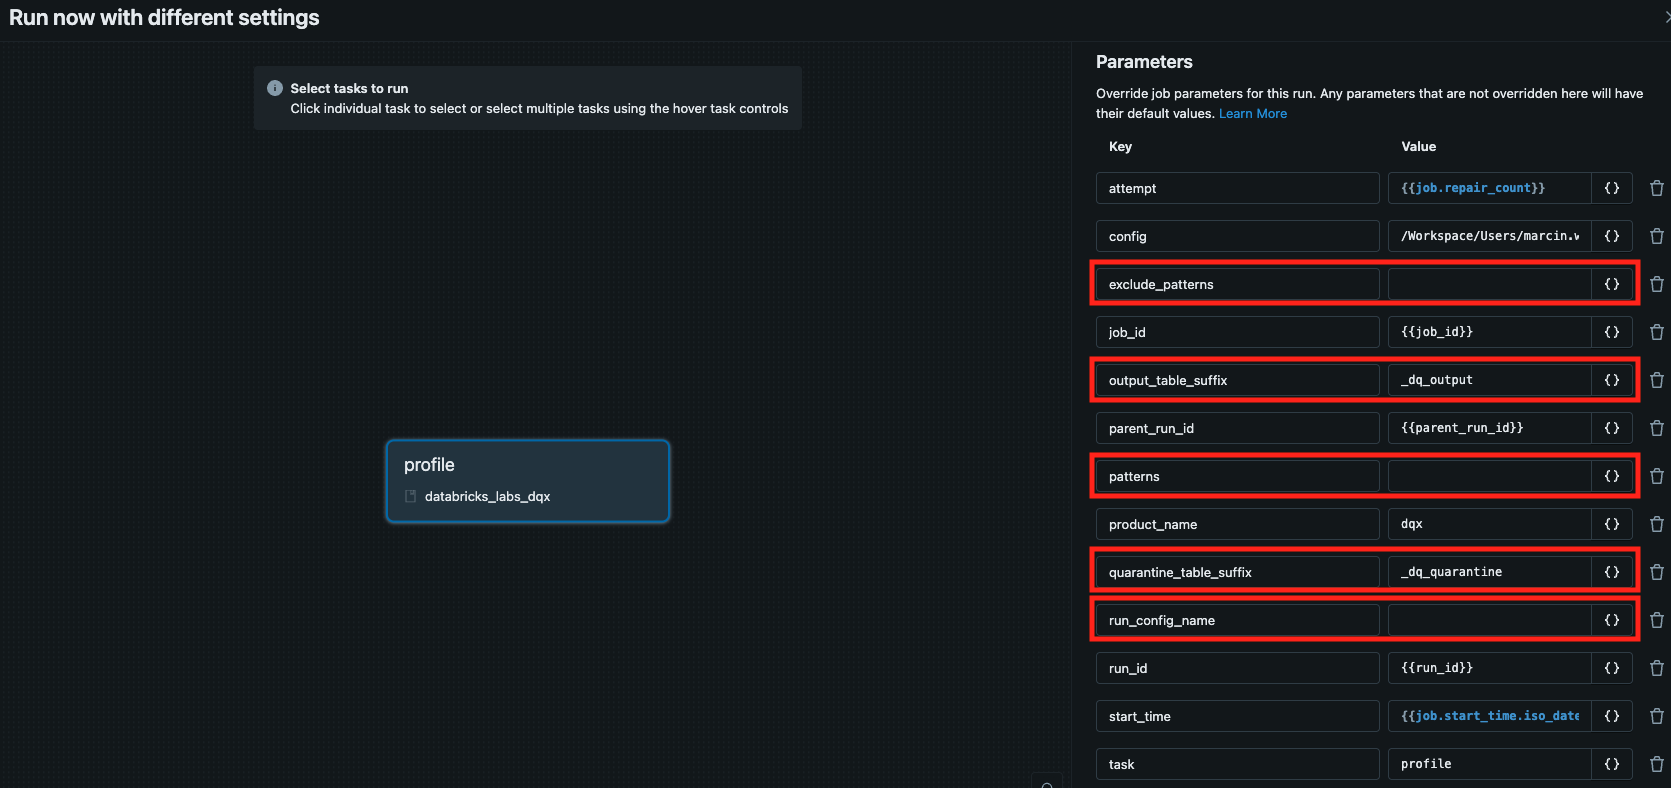 Run now with different settings
Select tasks to run
Click individual task to select or select multiple tasks using the hover task controls
profile
databricks_labs_dqx
Parameters
Override job parameters for this run. Any parameters that are not overridden here will have
their default values. Learn More
Key Value
attempt {{job.repair_count}} {}
config /Workspace/Users/marcin.w {}
exclude_patterns {}
job_id {{job_id}} {}
output_table_suffix _dq_output {}
parent_run_id {{parent_run_id}} {}
patterns {}
product_name dqx {}
quarantine_table_suffix _dq_quarantine {}
run_config_name {}
run_id {{run_id}} {}
start_time {{job.start_time.iso_date {}
task profile {}